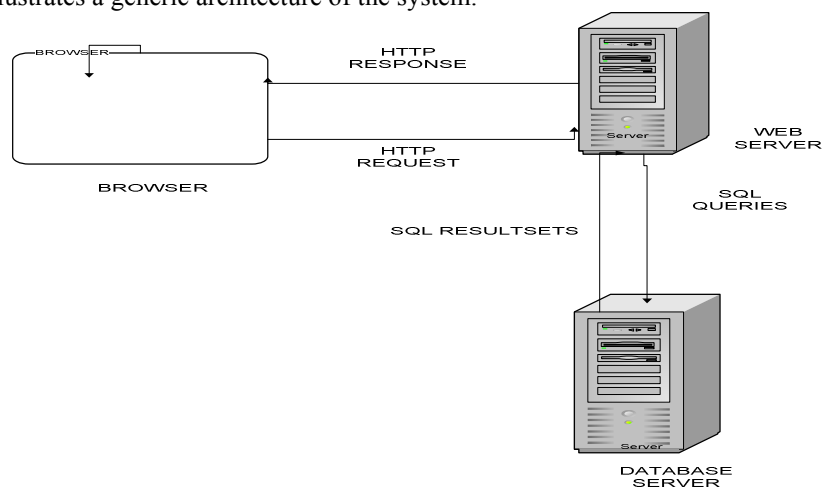 lustrates a generic architecture of the system.
BROWSER
HTTP
RESPONSE
Server
WEB
SERVER
HTTP
REQUEST
BROWSER
SQL
QUERIES
SQL RESULTSETS
Server
DATABASE
SERVER